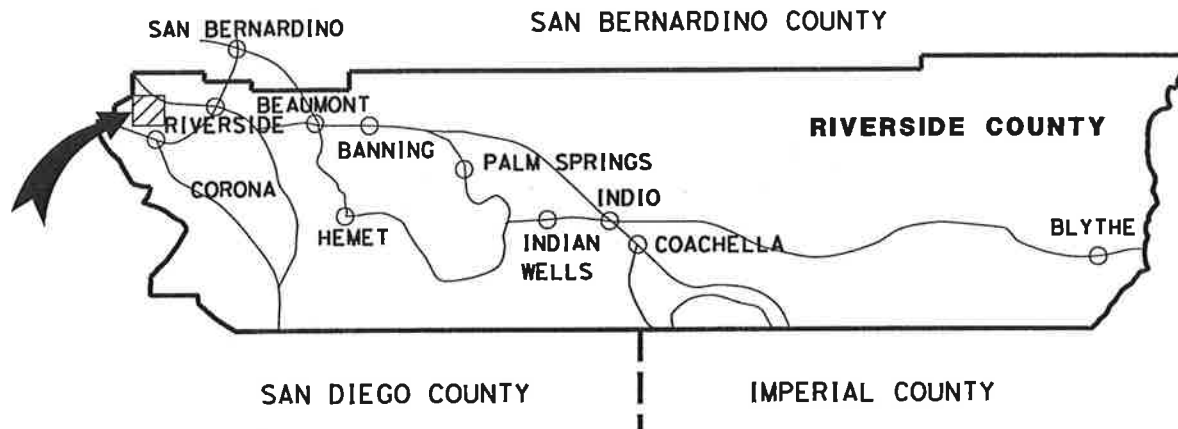 SAN BERNARDINO COUNTY
SAN BERNARDINO
BEAUMONT
RIVERSIDE
RIVERSIDE COUNTY
BANNING
PALM SPRINGS
CORONA
INDIO
HEMET
INDIAN
WELLS
COACHELLA
BLYTHE
SAN DIEGO COUNTY
IMPERIAL COUNTY